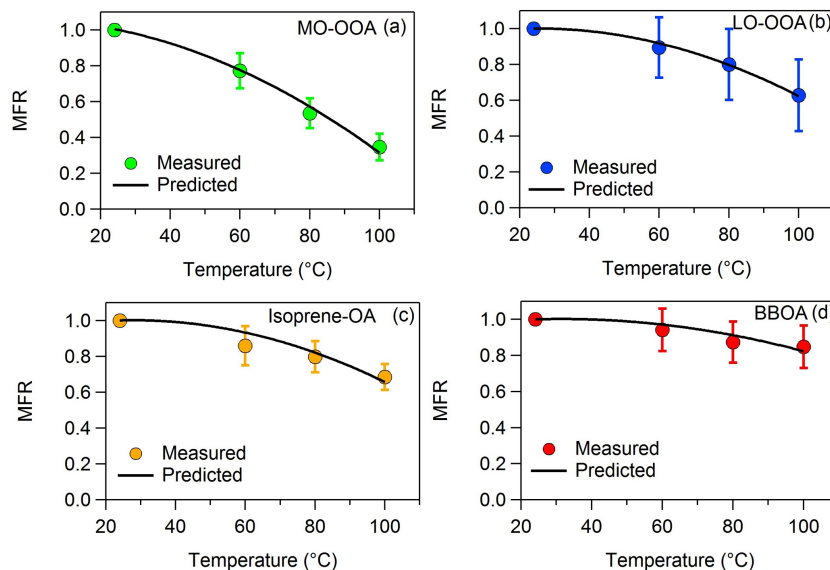 MO-OOA (a)
MFR
1.0
0.8
0.6
0.4
0.2
0.0
Measured
Predicted
20 40 60 80 100
Temperature (°C)
LO-OOA (b)
MFR
1.0
0.8
0.6
0.4
0.2
0.0
Measured
Predicted
20 40 60 80 100
Temperature (°C)
Isoprene-OA (c)
MFR
1.0
0.8
0.6
0.4
0.2
0.0
Measured
Predicted
20 40 60 80 100
Temperature (°C)
BBOA (d)
MFR
1.0
0.8
0.6
0.4
0.2
0.0
Measured
Predicted
20 40 60 80 100
Temperature (°C)